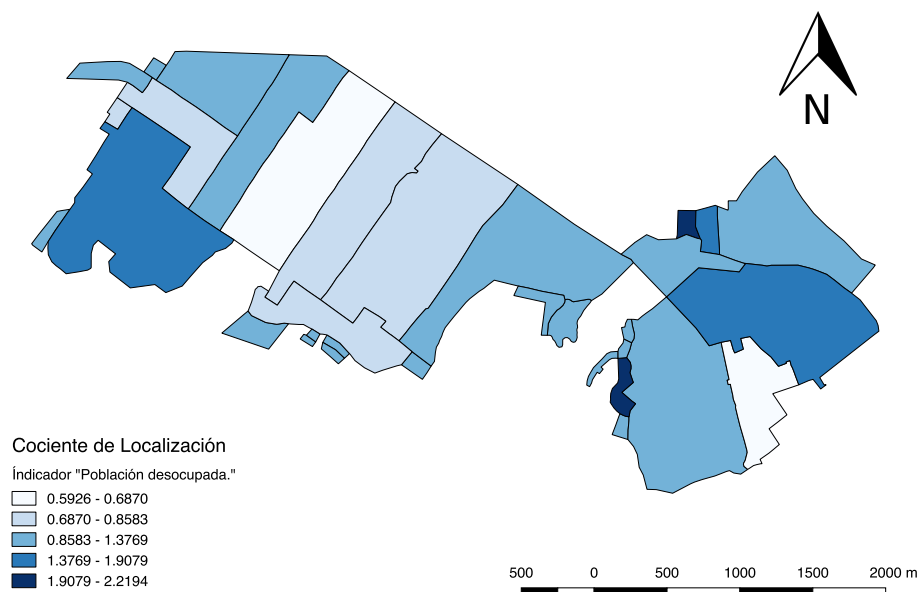 N
Cociente de Localización
Índicador "Población desocupada."
0.5926 - 0.6870
0.6870 - 0.8583
0.8583 - 1.3769
1.3769 - 1.9079
1.9079 - 2.2194
500 0 500 1000 1500 2000 m